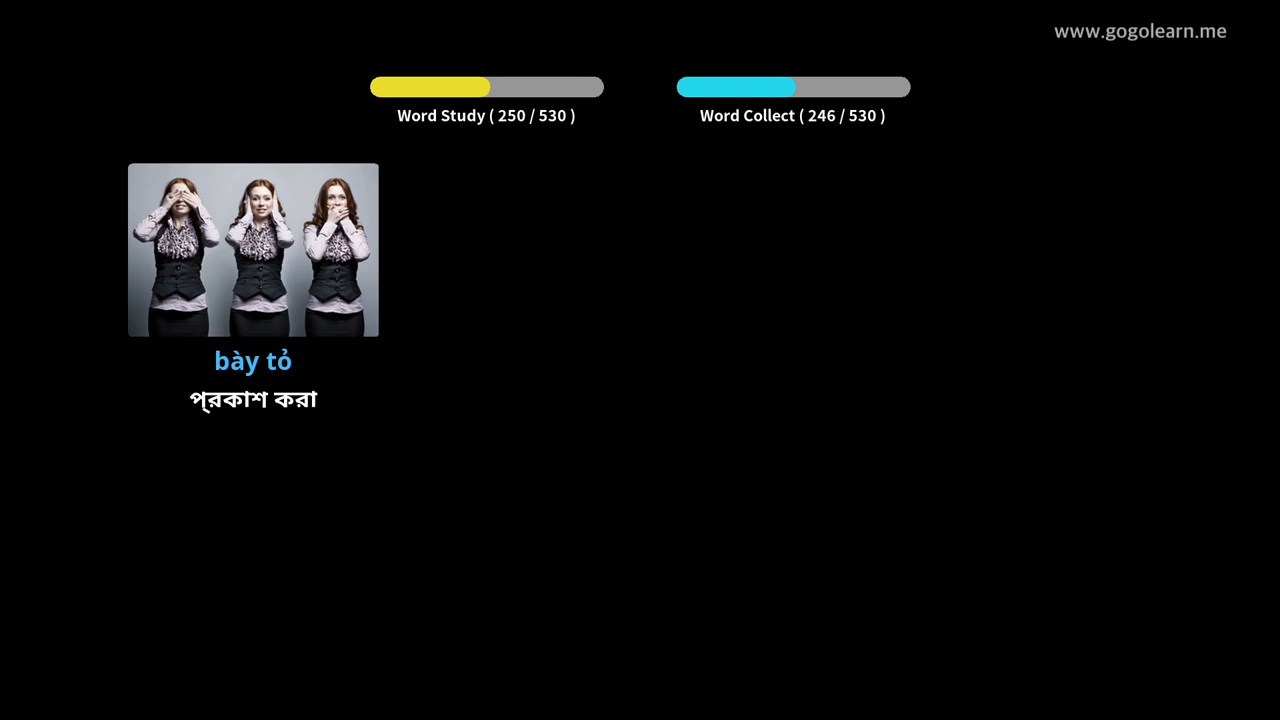 www.gogolearn.me
Word Study ( 250 / 530 )
Word Collect ( 246 / 530 )
bày tỏ
প্রকাশ করা